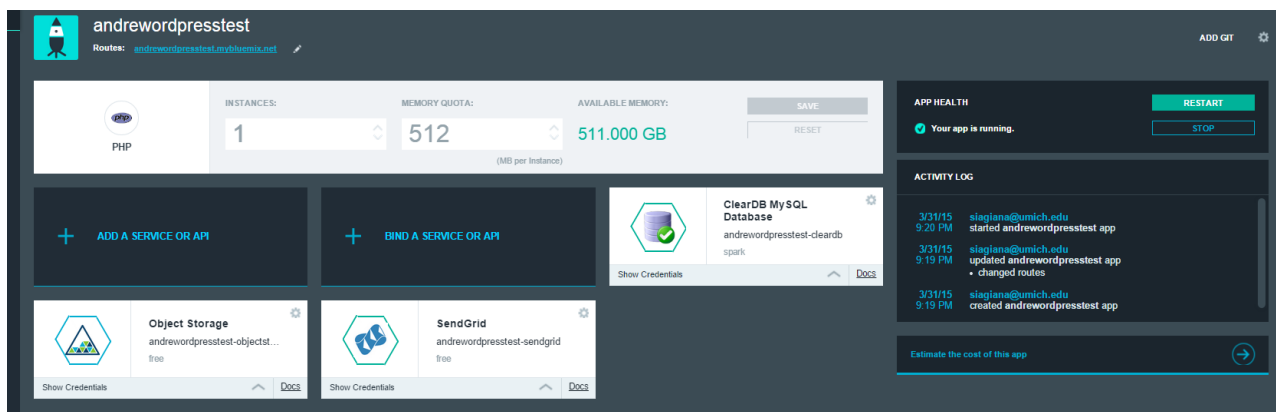 andrewordpresstest
Routes: andrewordpresstest.mybluemix.net
ADD GIT
php
PHP
INSTANCES:
1
MEMORY QUOTA:
512
(MB per Instance)
AVAILABLE MEMORY:
511.000 GB
SAVE
RESET
APP HEALTH
Your app is running.
RESTART
STOP
ADD A SERVICE OR API
BIND A SERVICE OR API
ClearDB MySQL
Database
andrewordpresstest-cleardb
spark
Show Credentials
Docs
ACTIVITY LOG
3/31/15 siagiana@umich.edu
9:20 PM started andrewordpresstest app
3/31/15 siagiana@umich.edu
9:19 PM updated andrewordpresstest app
• changed routes
3/31/15 siagiana@umich.edu
9:19 PM created andrewordpresstest app
Object Storage
andrewordpresstest-objectst...
free
Show Credentials
Docs
SendGrid
andrewordpresstest-sendgrid
free
Show Credentials
Docs
Estimate the cost of this app